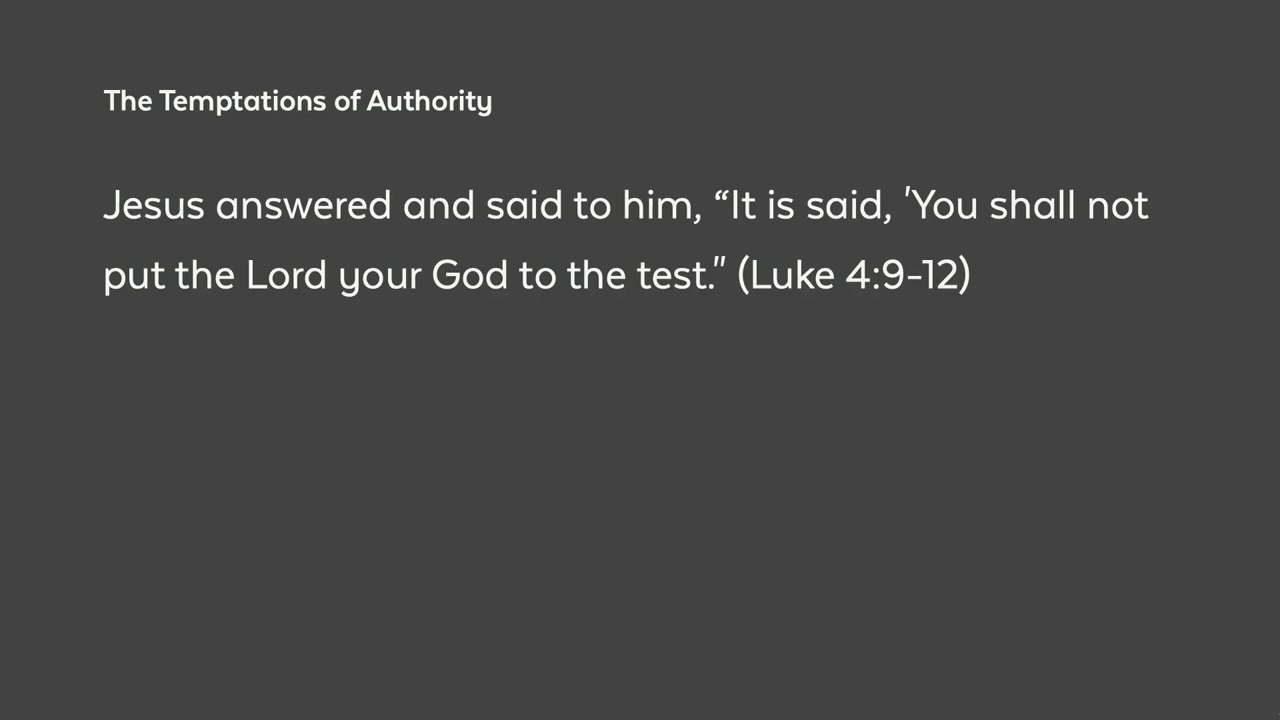 The Temptations of Authority
Jesus answered and said to him, “It is said, 'You shall not
put the Lord your God to the test." (Luke 4:9-12)